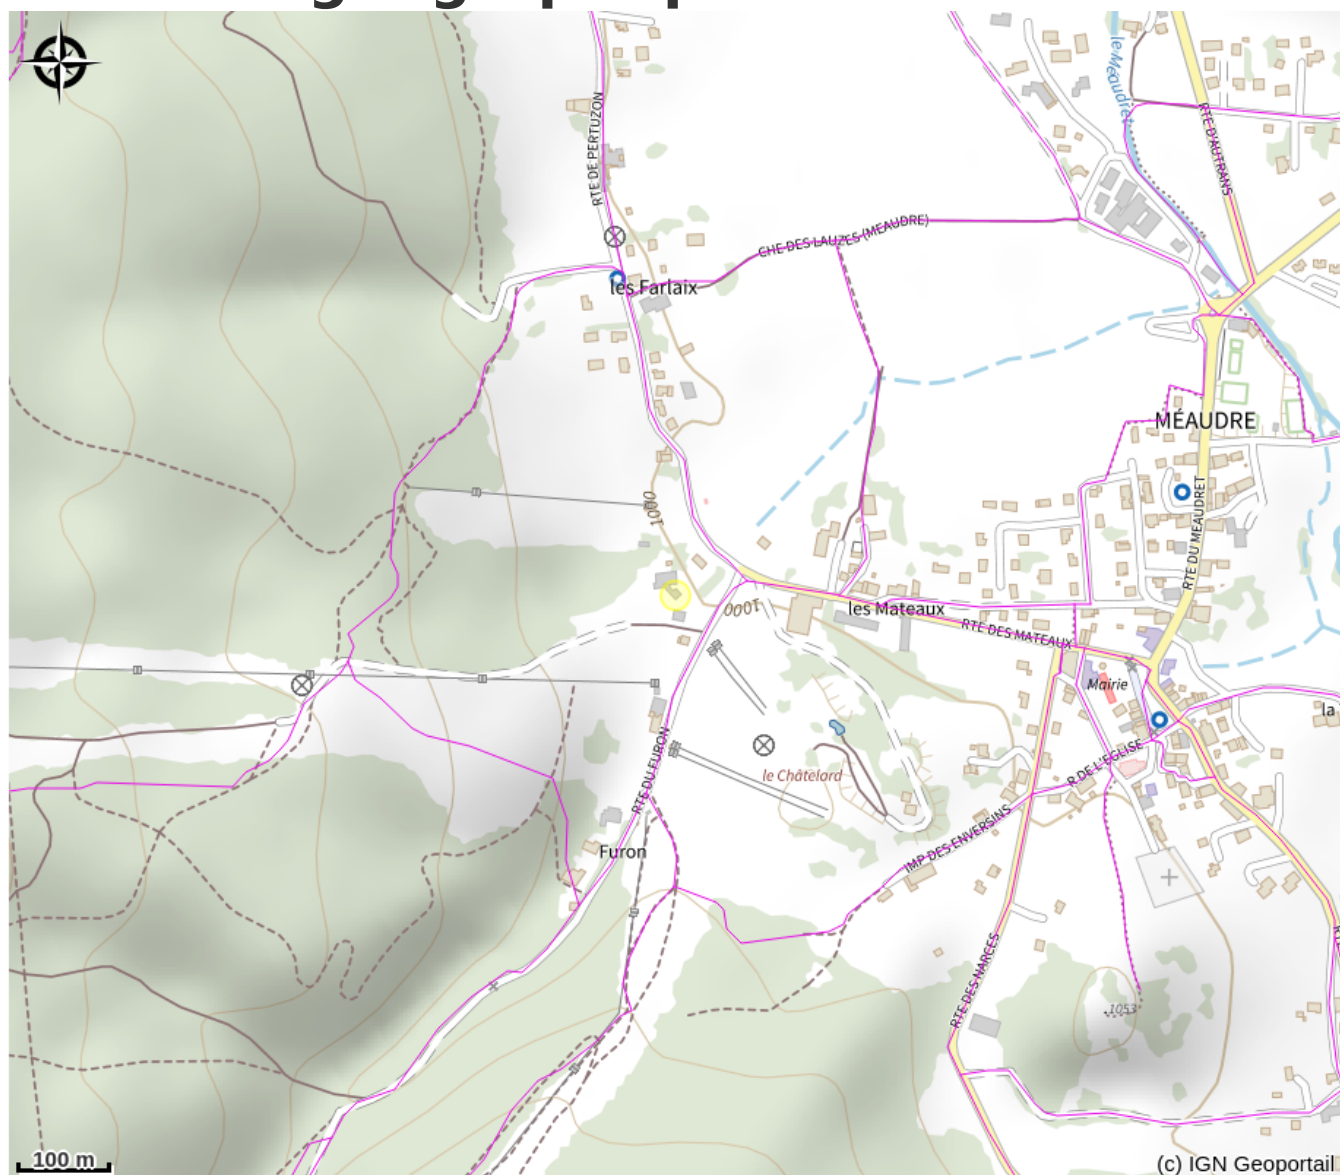 le Méaudret
RTE D'AUTRANS
RTE DE PERTUZON
CHE DES LAUZES (MEAUDRE)
les Farlaix
MÉAUDRE
1000
RTE DU MEAUDRET
1000
les Mateaux
RTE DES MATEAUX
Mairie
la
RTE DU FURON
le Châtelard
R DE L'EGLISE
IMP DES ENVERSINS
Furon
RTE DES NARCES
1053
100 m
(c) IGN Geoportail